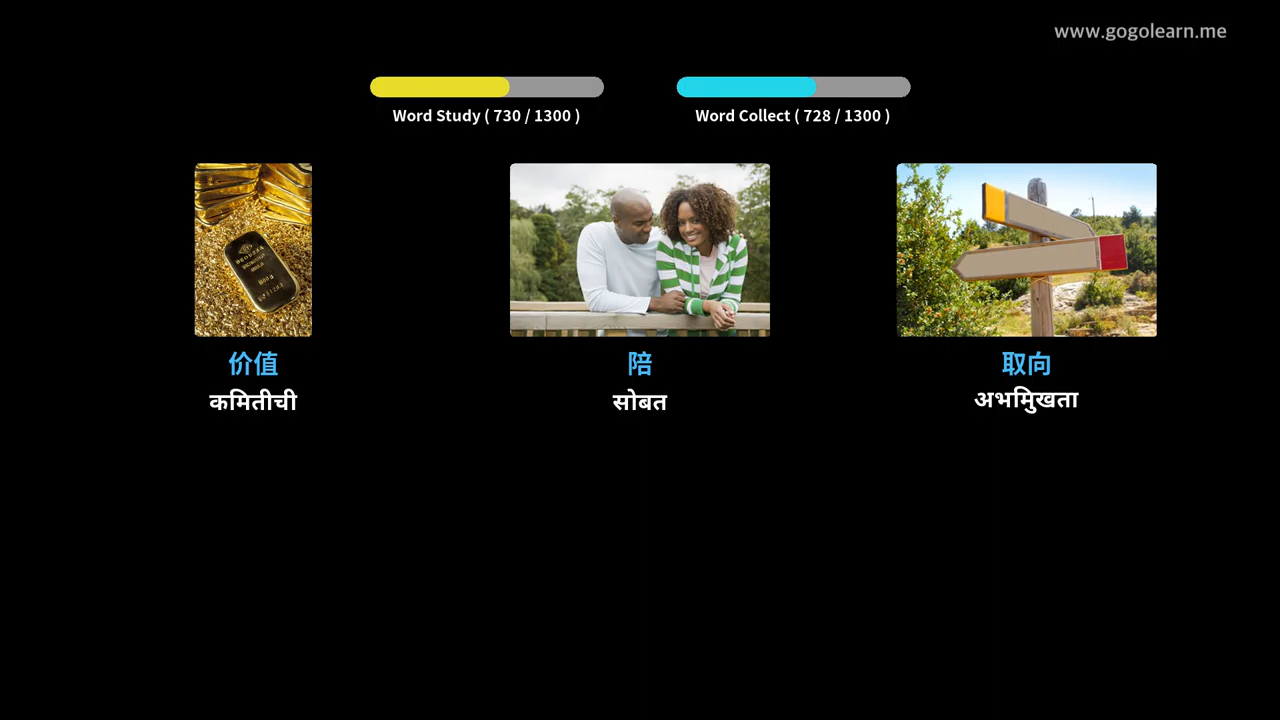 www.gogolearn.me
Word Study ( 730 / 1300 )
Word Collect ( 728 / 1300 )
价值
陪
取向
कमितीची
सोबत
अभमिुखता